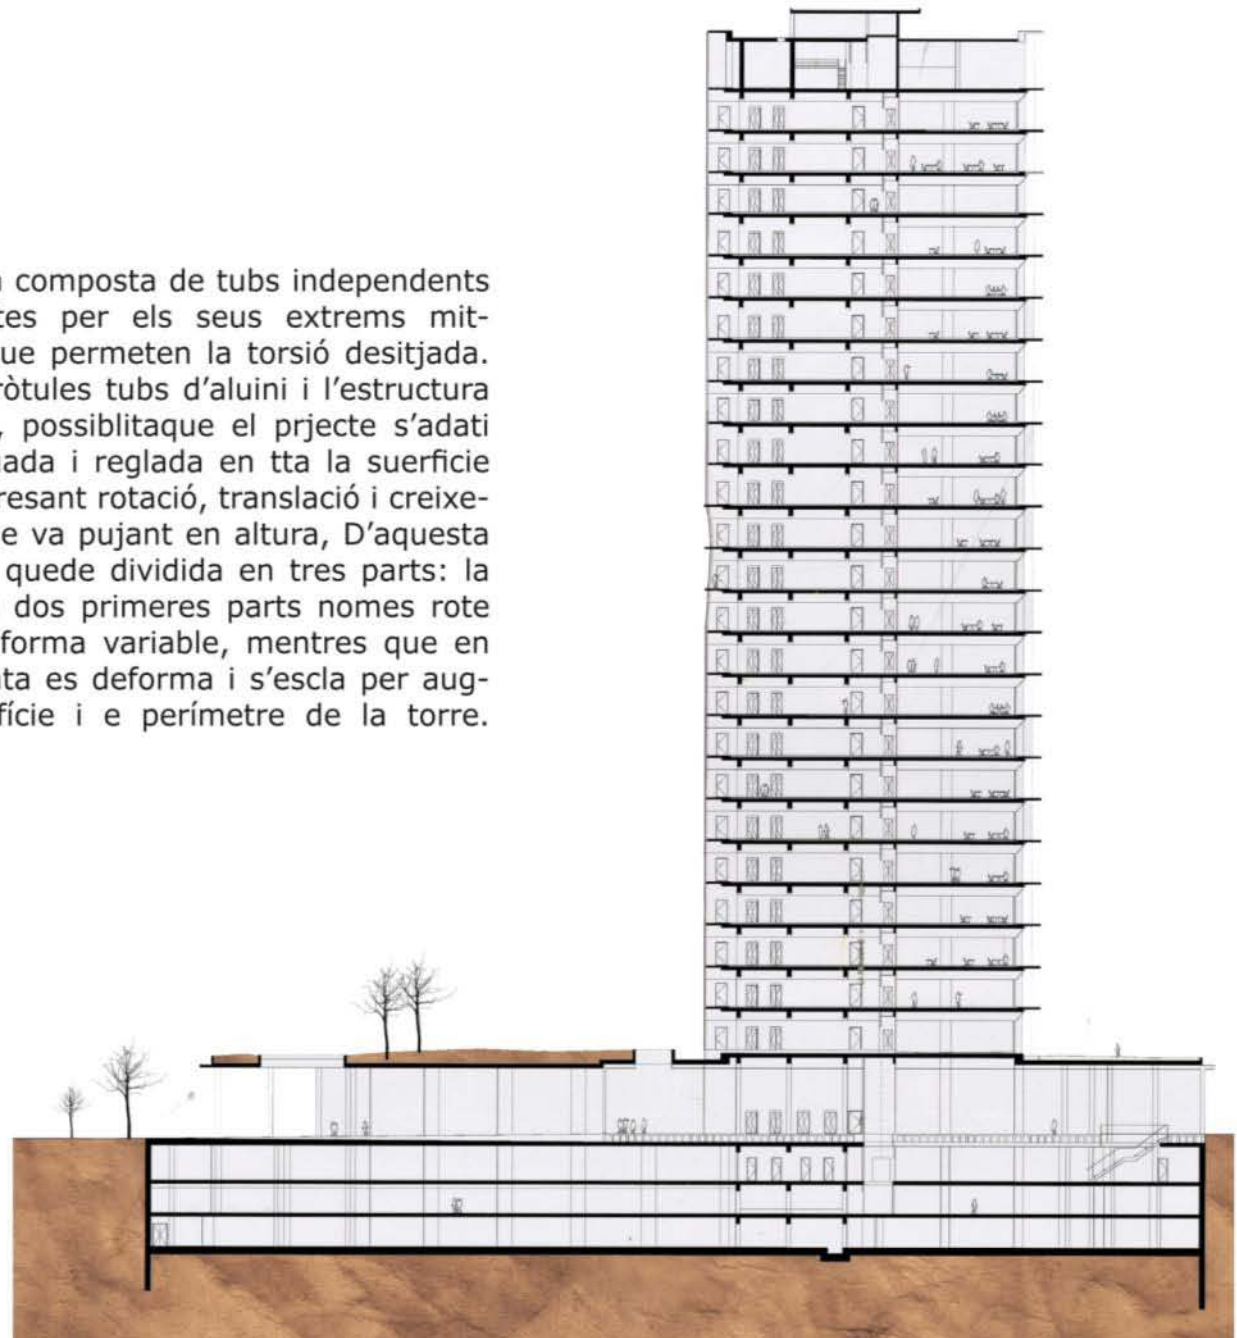 composta de tubs independents
tes per els seus extrems mit-
ue permeten la torsió desitjada.
ròtules tubs d’aluini i l’estructura
, possiblitaque el prjecte s’adati
ada i reglada en tta la suerficie
resant rotació, translació i creixe-
e va pujant en altura, D’aquesta
quede dividida en tres parts: la
dos primeres parts nomes rote
forma variable, mentres que en
ta es deforma i s’escla per aug-
fície i e perímetre de la torre.